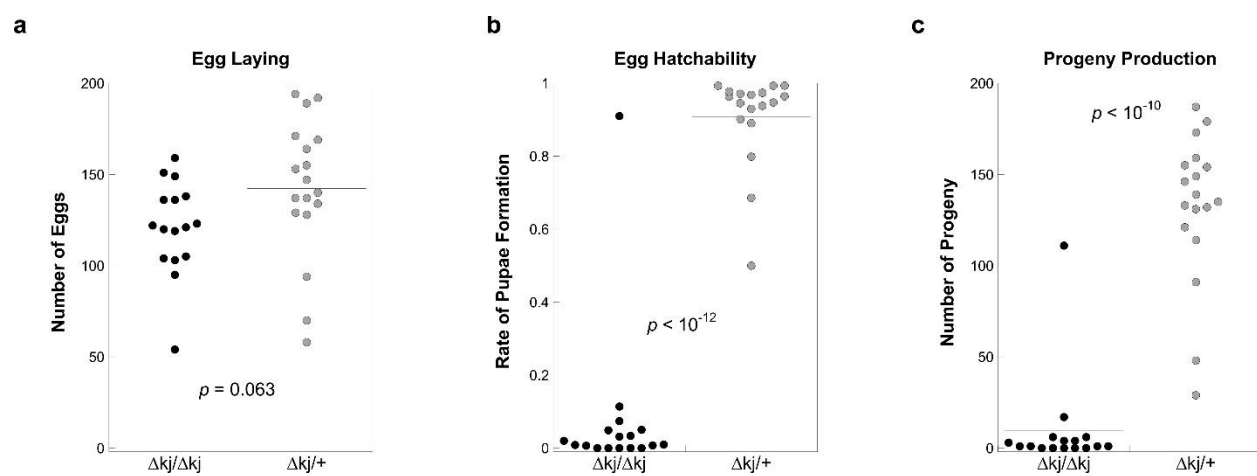 a
Egg Laying
Number of Eggs
200
150
100
50
0
p = 0.063
Δkj/Δkj
Δkj/+
b
Egg Hatchability
Rate of Pupae Formation
1
0.8
0.6
0.4
0.2
0
p < 10⁻¹²
Δkj/Δkj
Δkj/+
c
Progeny Production
Number of Progeny
200
150
100
50
0
p < 10⁻¹⁰
Δkj/Δkj
Δkj/+